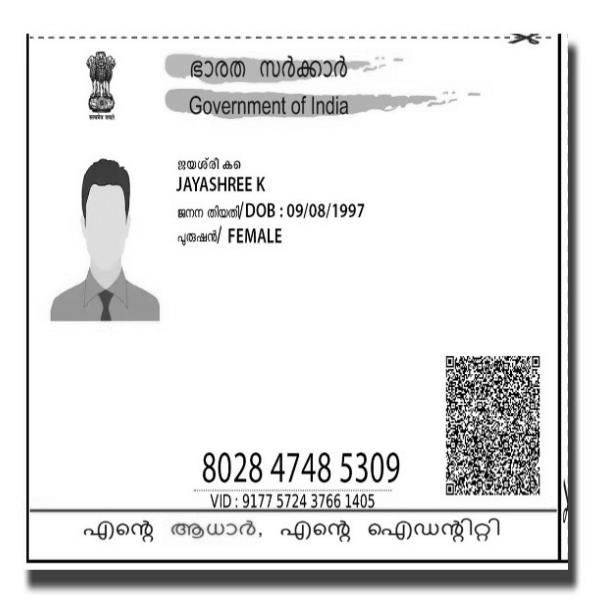 ഭാരത സർക്കാർ
Government of India
सत्यमेव जयते
ജയശ്രി കെ
JAYASHREE K
ജനന തിയതി/DOB : 09/08/1997
പുരുഷൻ/ FEMALE
8028 4748 5309
VID : 9177 5724 3766 1405
എന്റെ ആധാർ, എന്റെ ഐഡന്റിറ്റി